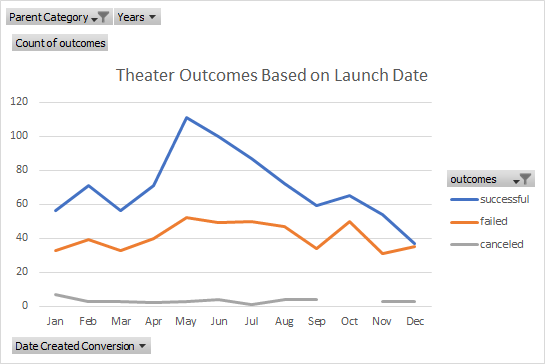 Parent Category Years
Count of outcomes
Theater Outcomes Based on Launch Date
120
100
80
60
40
20
0
Jan Feb Mar Apr May Jun Jul Aug Sep Oct Nov Dec
outcomes
successful
failed
canceled
Date Created Conversion